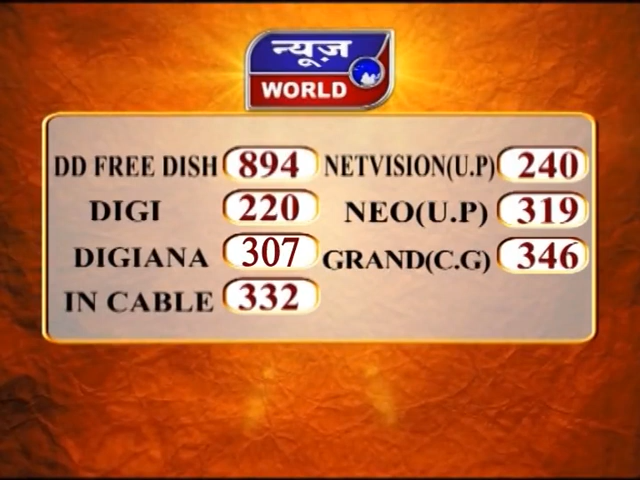 न्यूज़
WORLD
DD FREE DISH 894 NETVISION(U.P) 240
DIGI 220 NEO(U.P) 319
DIGIANA 307 GRAND(C.G) 346
IN CABLE 332